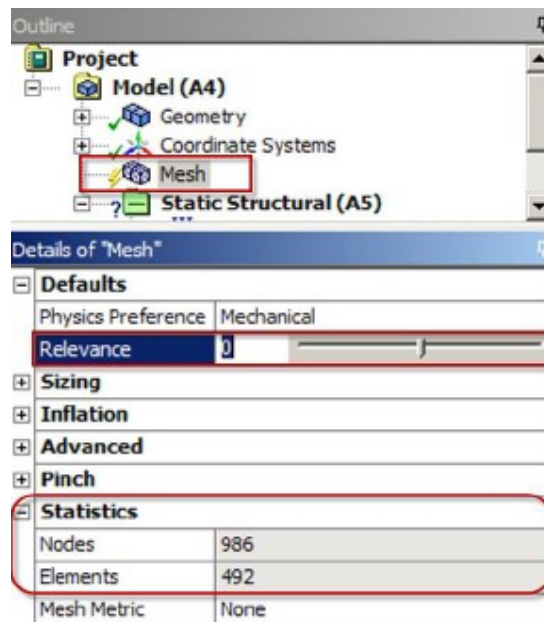 Outline
Project
Model (A4)
Geometry
Coordinate Systems
Mesh
Static Structural (A5)
Details of "Mesh"
Defaults
Physics Preference Mechanical
Relevance 0
Sizing
Inflation
Advanced
Pinch
Statistics
Nodes 986
Elements 492
Mesh Metric None